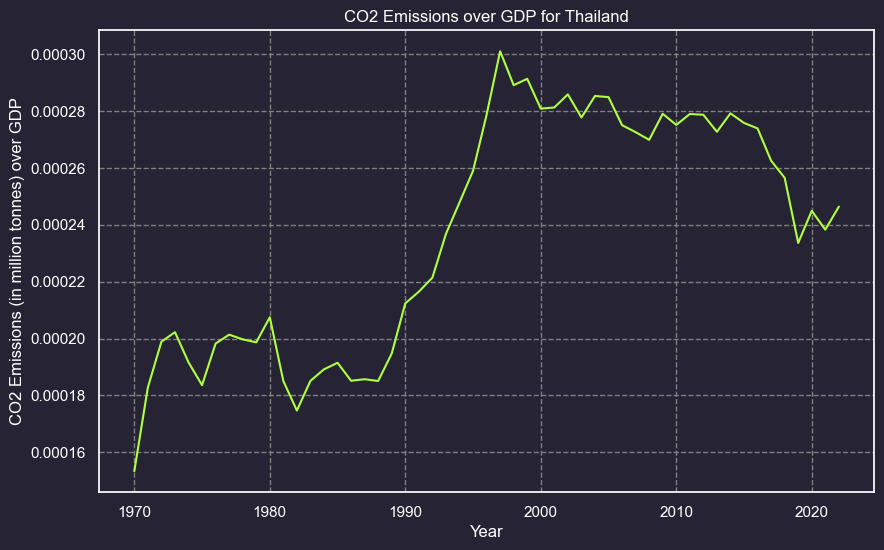 CO2 Emissions over GDP for Thailand
CO2 Emissions (in million tonnes) over GDP
0.00030
0.00028
0.00026
0.00024
0.00022
0.00020
0.00018
0.00016
1970 1980 1990 2000 2010 2020
Year